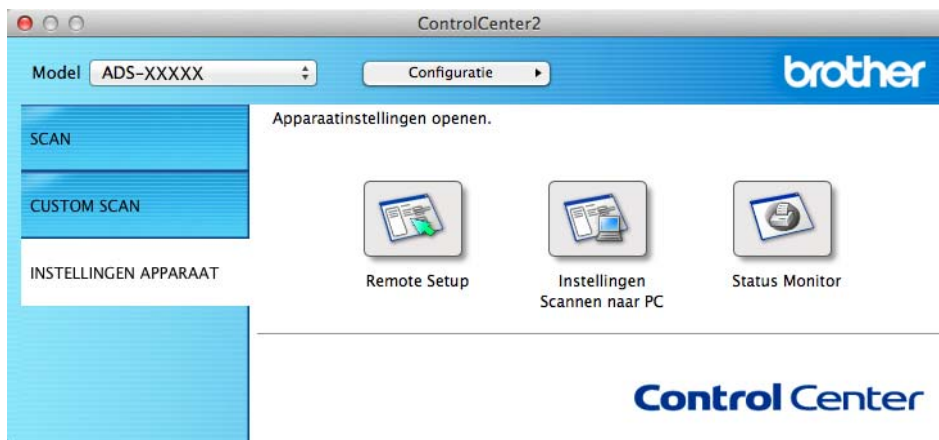 ControlCenter2
Model ADS-XXXXX Configuratie
brother
SCAN
CUSTOM SCAN
INSTELLINGEN APPARAAT
Apparaatinstellingen openen.
Remote Setup
Instellingen
Scannen naar PC
Status Monitor
Control Center